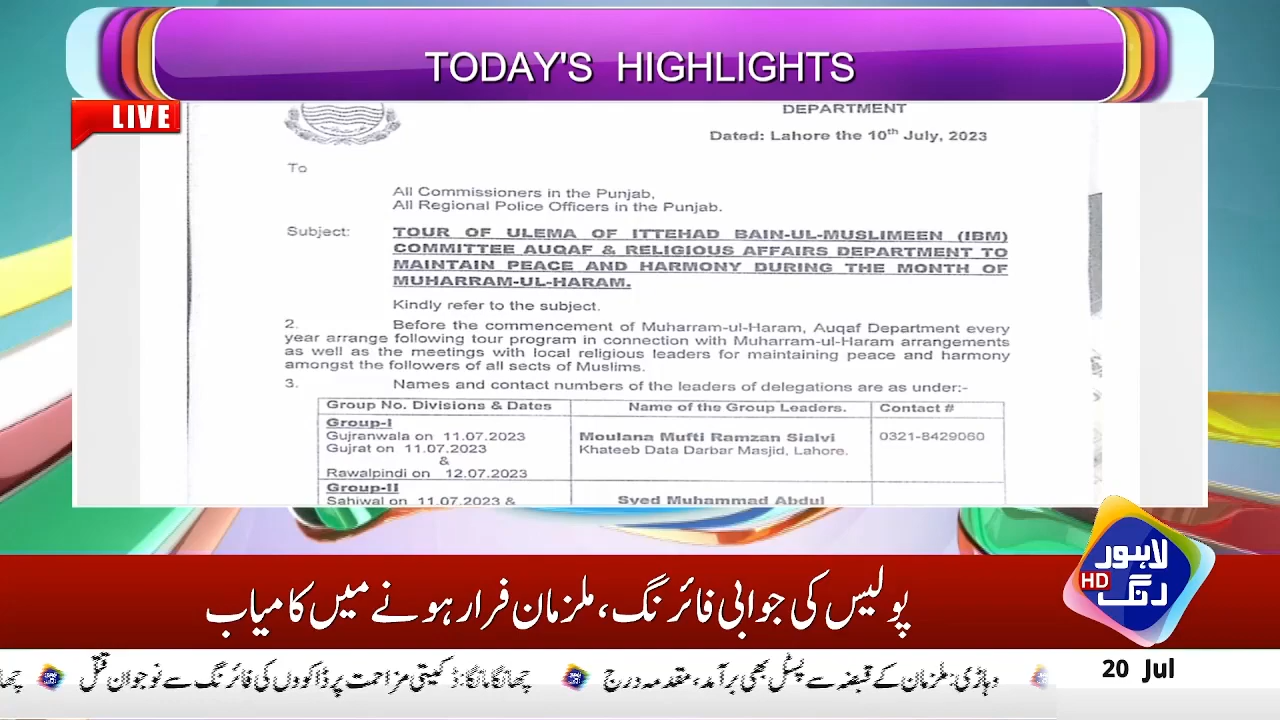 TODAY'S HIGHLIGHTS
LIVE
DEPARTMENT
Dated: Lahore the 10th July, 2023
To
All Commissioners in the Punjab,
All Regional Police Officers in the Punjab.
Subject: TOUR OF ULEMA OF ITTEHAD BAIN-UL-MUSLIMEEN (IBM)
COMMITTEE AUQAF & RELIGIOUS AFFAIRS DEPARTMENT TO
MAINTAIN PEACE AND HARMONY DURING THE MONTH OF
MUHARRAM-UL-HARAM.
Kindly refer to the subject.
2. Before the commencement of Muharram-ul-Haram, Auqaf Department every
year arrange following tour program in connection with Muharram-ul-Haram arrangements
as well as the meetings with local religious leaders for maintaining peace and harmony
amongst the followers of all sects of Muslims.
3. Names and contact numbers of the leaders of delegations are as under:-
Group No. Divisions & Dates Name of the Group Leaders. Contact #
Group-I
Gujranwala on 11.07.2023 Moulana Mufti Ramzan Sialvi 0321-8429060
Gujrat on 11.07.2023 Khateeb Data Darbar Masjid, Lahore.
&
Rawalpindi on 12.07.2023
Group-II
Sahiwal on 11.07.2023 & Syed Muhammad Abdul
لاہور
HD رنگ
پولیس کی جوابی فائرنگ، ملزمان فرار ہونے میں کامیاب
وہاڑی: ملزمان کے قبضہ سے پسٹل بھی برآمد، مقدمہ درج چھانگامانگا: ڈکیتی مزاحمت پر ڈاکوؤں کی فائرنگ سے نوجوان قتل
20 Jul